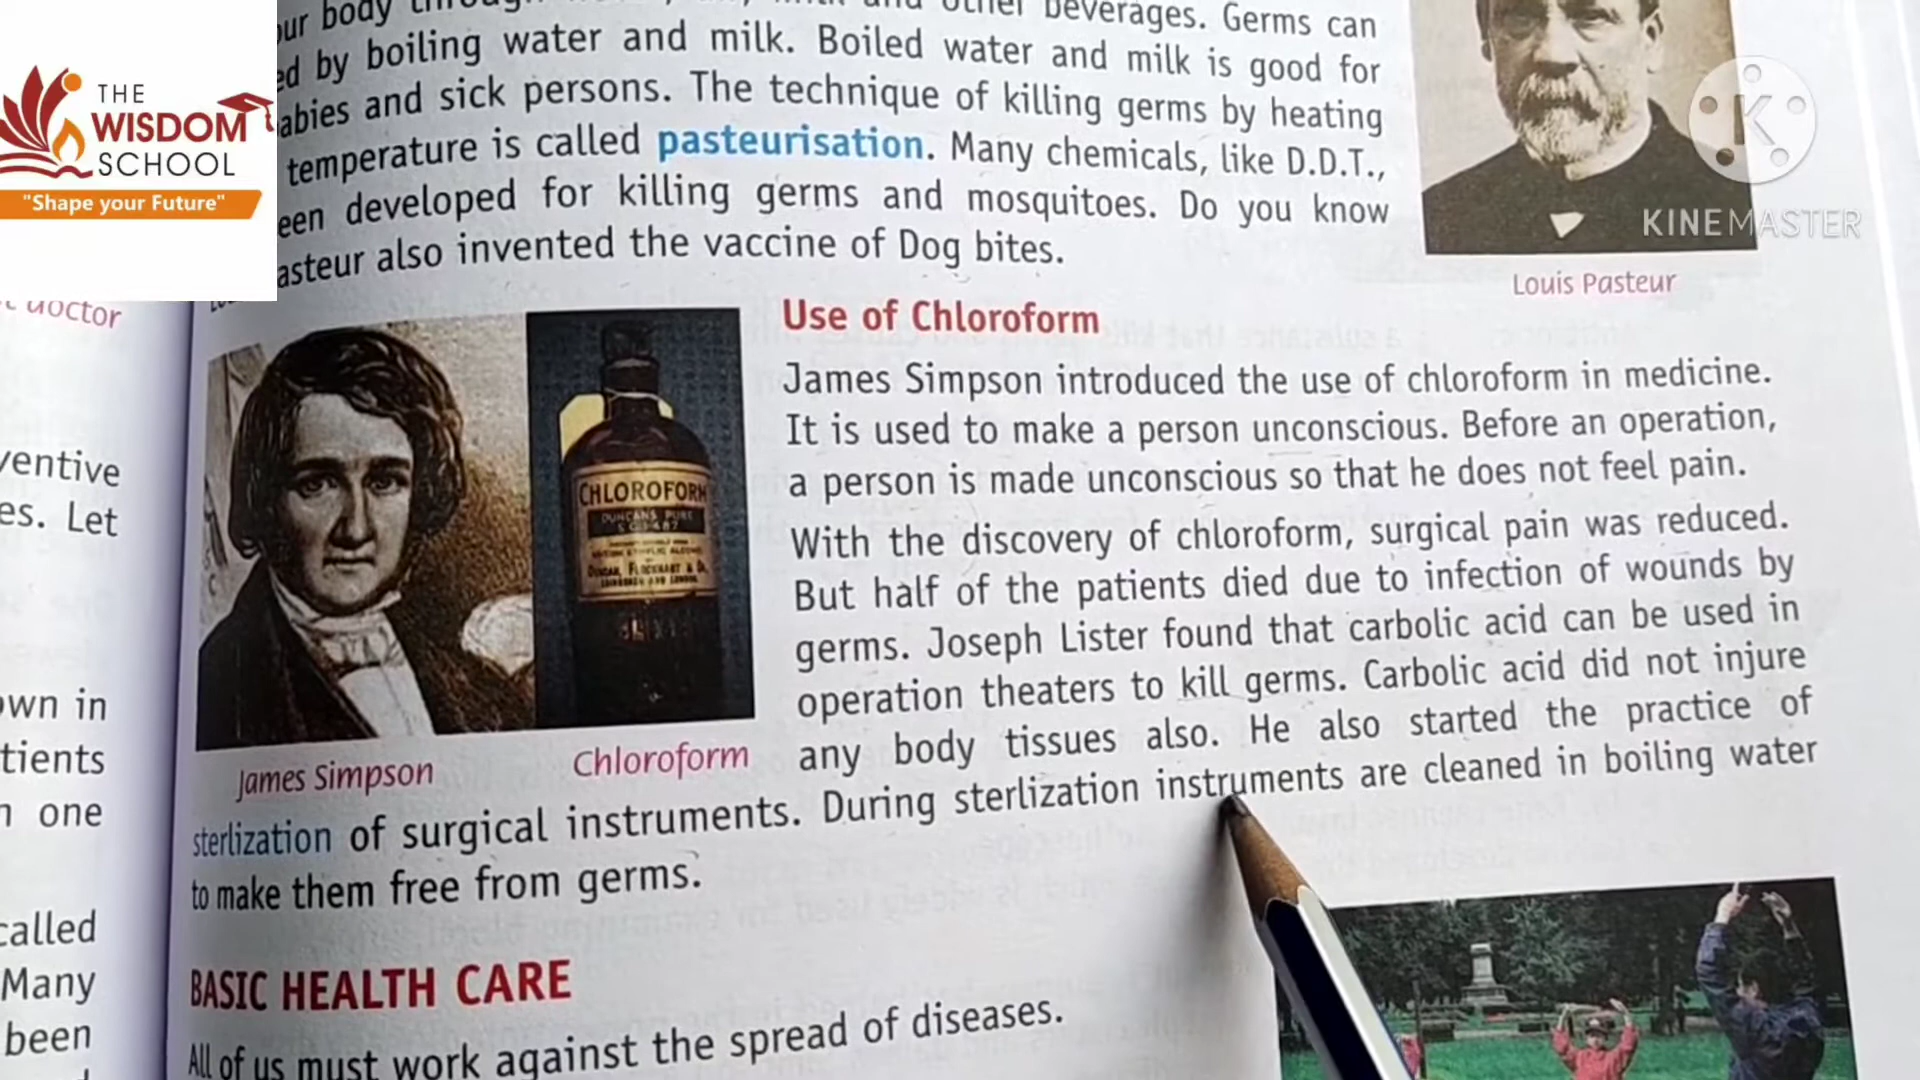 THE
WISDOM
SCHOOL
"Shape your Future"
our body other beverages. Germs can
ed by boiling water and milk. Boiled water and milk is good for
abies and sick persons. The technique of killing germs by heating
temperature is called pasteurisation. Many chemicals, like D.D.T.,
een developed for killing germs and mosquitoes. Do you know
asteur also invented the vaccine of Dog bites.
KINEMASTER
Louis Pasteur
doctor
ventive
es. Let
own in
tients
one
called
Many
been
Use of Chloroform
James Simpson introduced the use of chloroform in medicine.
It is used to make a person unconscious. Before an operation,
a person is made unconscious so that he does not feel pain.
With the discovery of chloroform, surgical pain was reduced.
But half of the patients died due to infection of wounds by
germs. Joseph Lister found that carbolic acid can be used in
operation theaters to kill germs. Carbolic acid did not injure
any body tissues also. He also started the practice of
sterlization of surgical instruments. During sterlization instruments are cleaned in boiling water
to make them free from germs.
CHLOROFORM
James Simpson
Chloroform
BASIC HEALTH CARE
All of us must work against the spread of diseases.